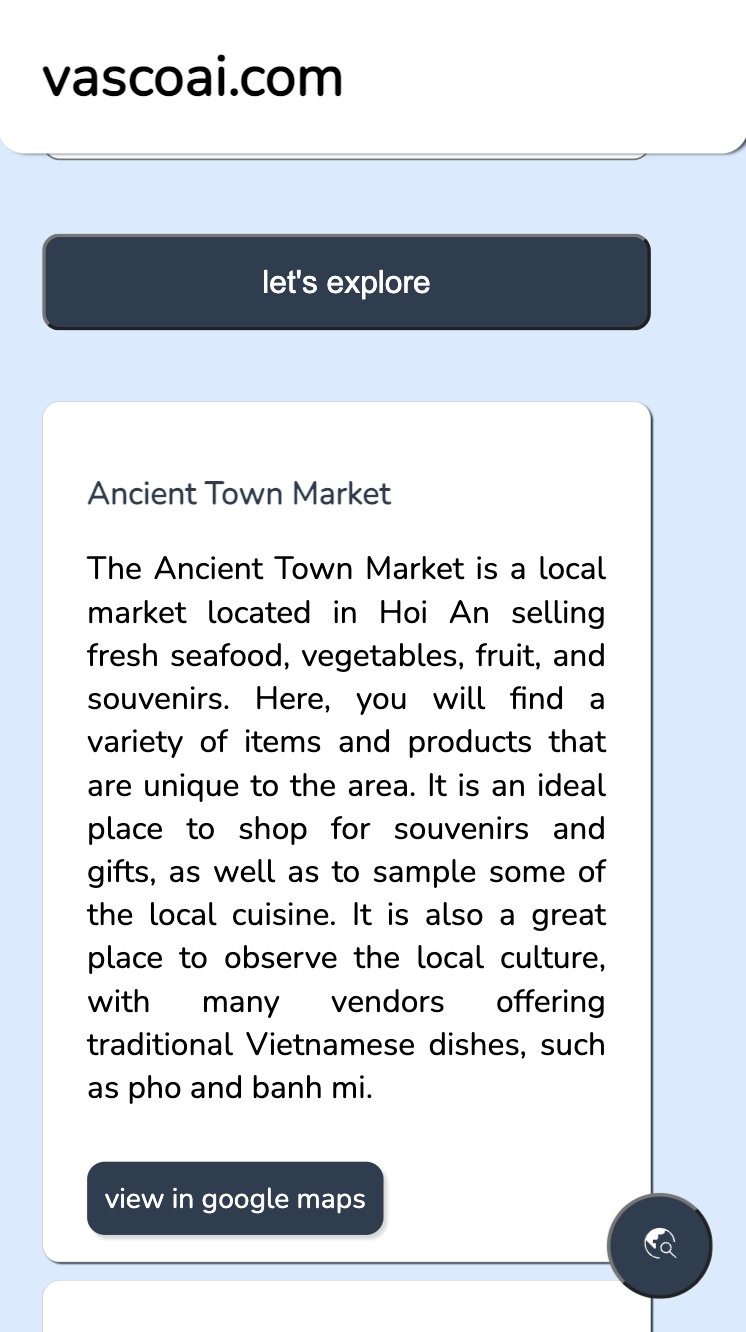 vascoai.com
let's explore
Ancient Town Market
The Ancient Town Market is a local
market located in Hoi An selling
fresh seafood, vegetables, fruit, and
souvenirs. Here, you will find a
variety of items and products that
are unique to the area. It is an ideal
place to shop for souvenirs and
gifts, as well as to sample some of
the local cuisine. It is also a great
place to observe the local culture,
with many vendors offering
traditional Vietnamese dishes, such
as pho and banh mi.
view in google maps